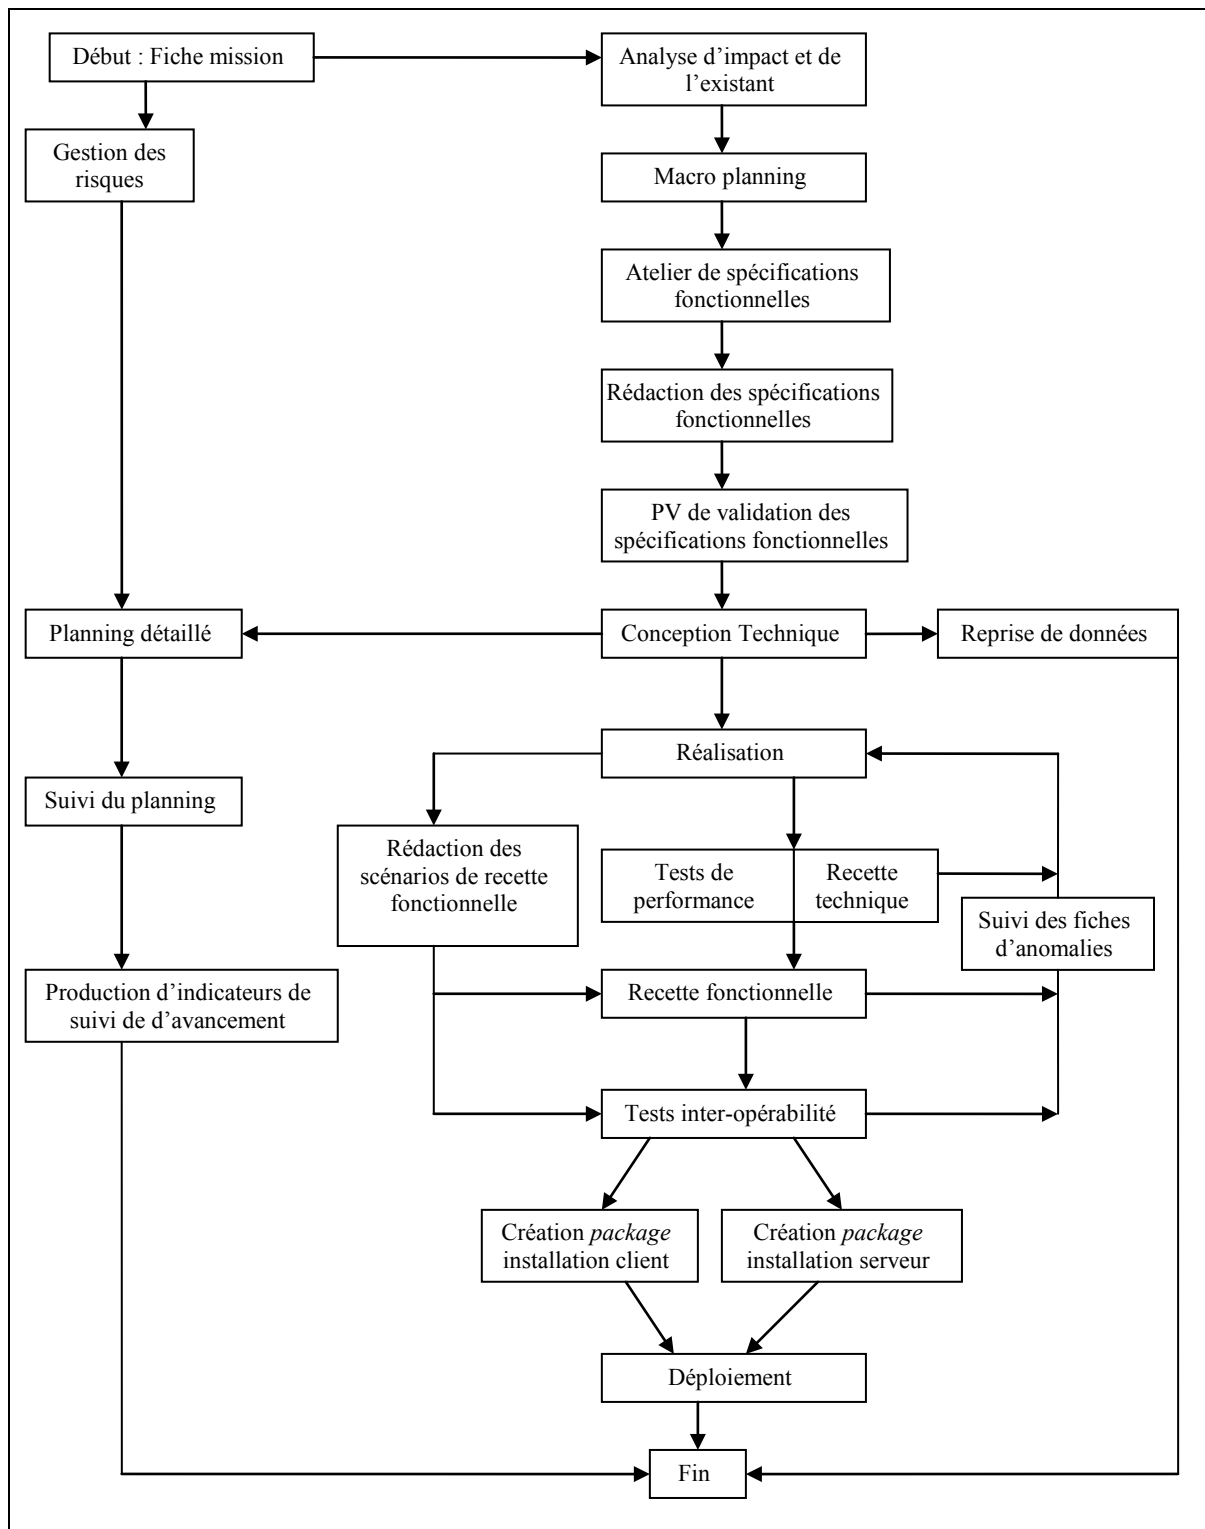 Début : Fiche mission
Analyse d’impact et de
l’existant
Gestion des
risques
Macro planning
Atelier de spécifications
fonctionnelles
Rédaction des spécifications
fonctionnelles
PV de validation des
spécifications fonctionnelles
Planning détaillé
Conception Technique
Reprise de données
Réalisation
Suivi du planning
Rédaction des
scénarios de recette
fonctionnelle
Tests de
performance
Recette
technique
Suivi des fiches
d’anomalies
Production d’indicateurs de
suivi de d’avancement
Recette fonctionnelle
Tests inter-opérabilité
Création package
installation client
Création package
installation serveur
Déploiement
Fin